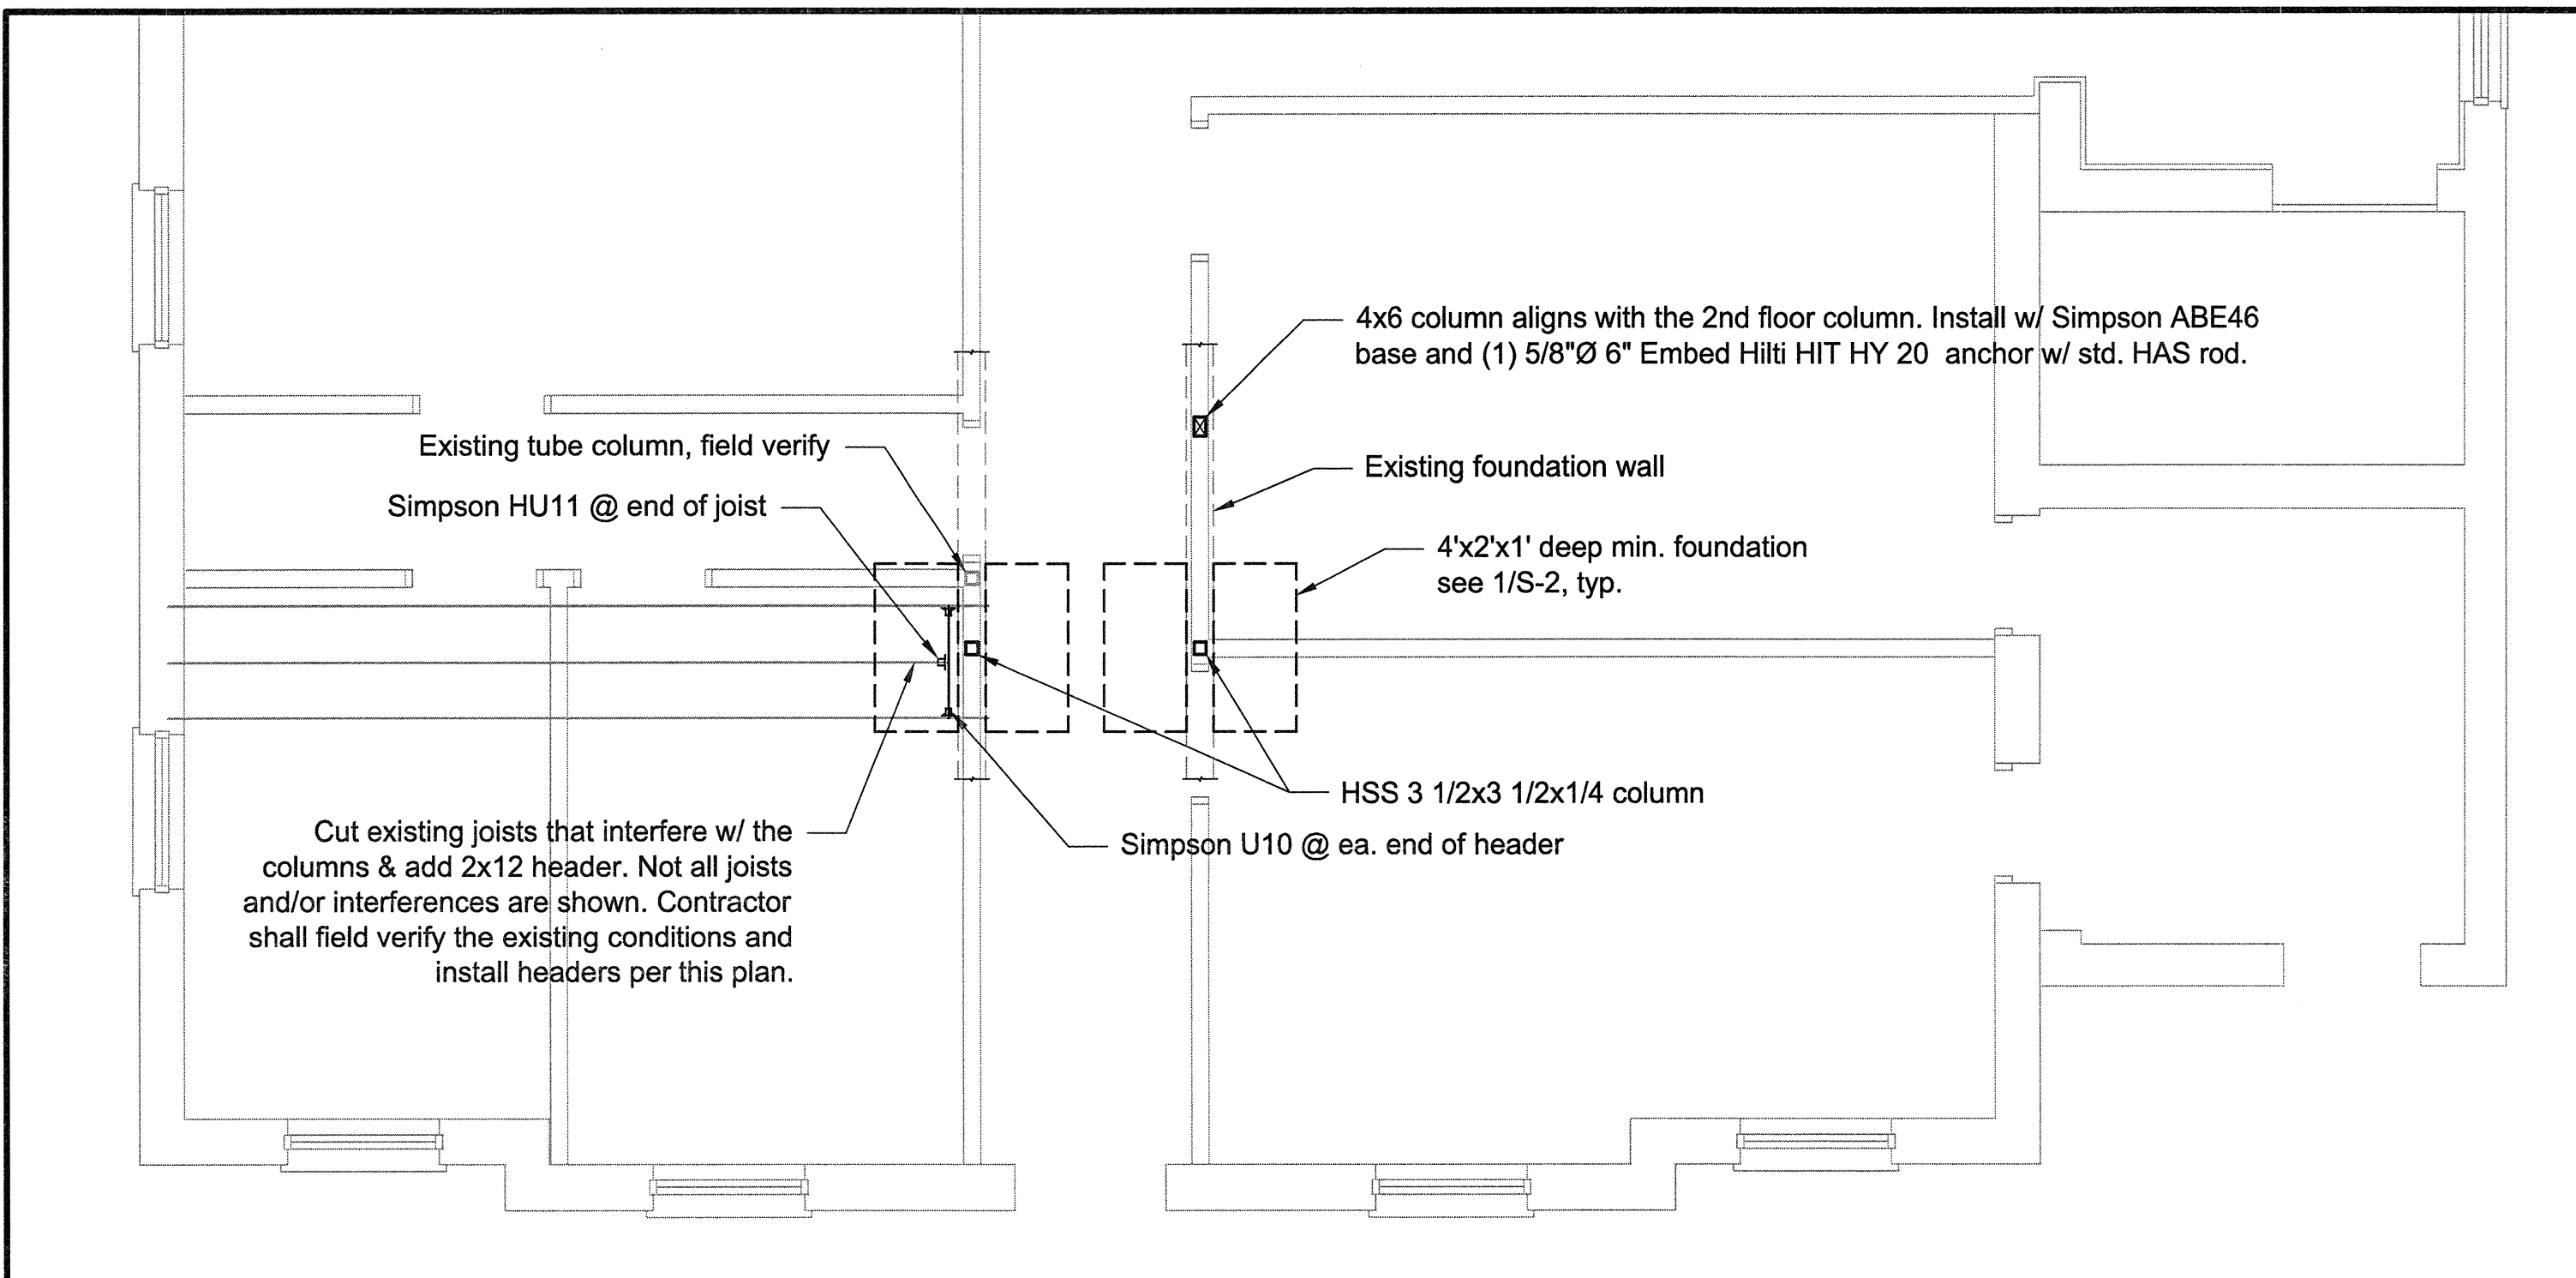 4x6 column aligns with the 2nd floor column. Install w/ Simpson ABE46
base and (1) 5/8"Ø 6" Embed Hilti HIT HY 20 anchor w/ std. HAS rod.
Existing tube column, field verify
Existing foundation wall
Simpson HU11 @ end of joist
4'x2'x1' deep min. foundation
see 1/S-2, typ.
HSS 3 1/2x3 1/2x1/4 column
Simpson U10 @ ea. end of header
Cut existing joists that interfere w/ the
columns & add 2x12 header. Not all joists
and/or interferences are shown. Contractor
shall field verify the existing conditions and
install headers per this plan.